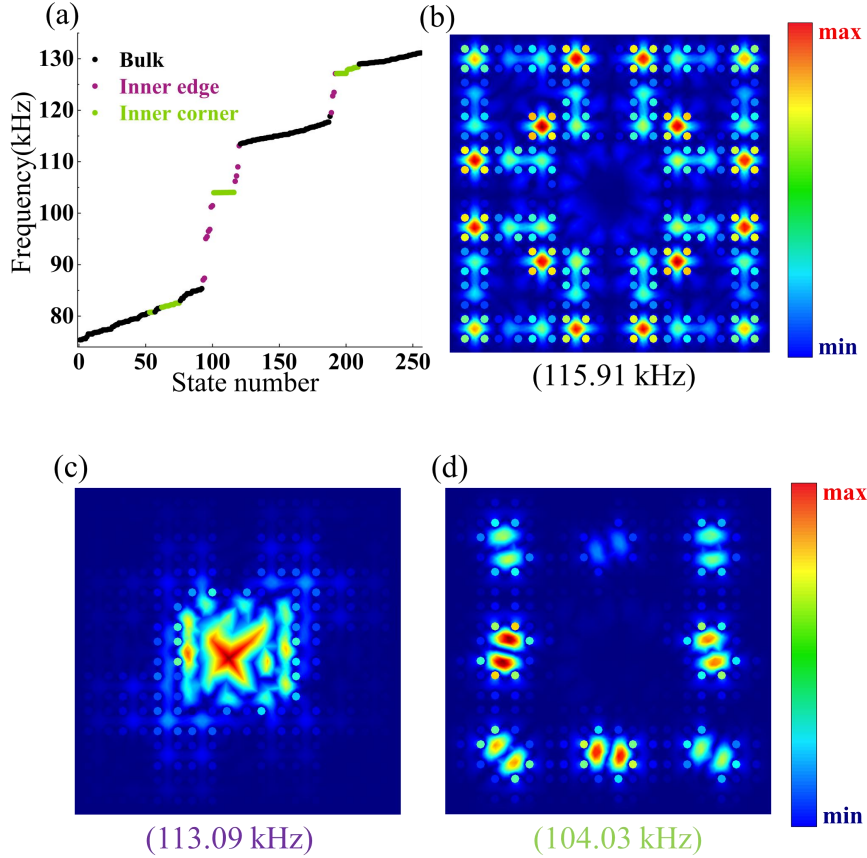 (a)
(b)
Frequency(kHz)
130
120
110
100
90
80
Bulk
Inner edge
Inner corner
0
50
100
150
200
250
State number
max
min
(115.91 kHz)
(c)
(d)
max
min
(113.09 kHz)
(104.03 kHz)